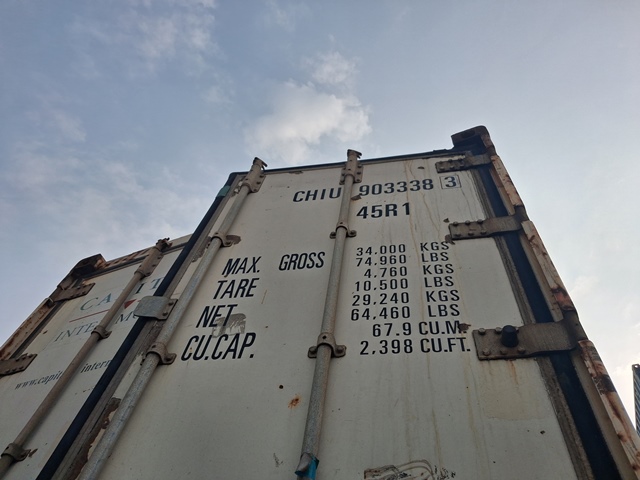 CHIU 903338 3
45R1
MAX. GROSS 34.000 KGS
74,960 LBS
TARE 4.760 KGS
10,500 LBS
NET 29,240 KGS
64,460 LBS
CU.CAP. 67.9 CU.M.
2,398 CU.FT.